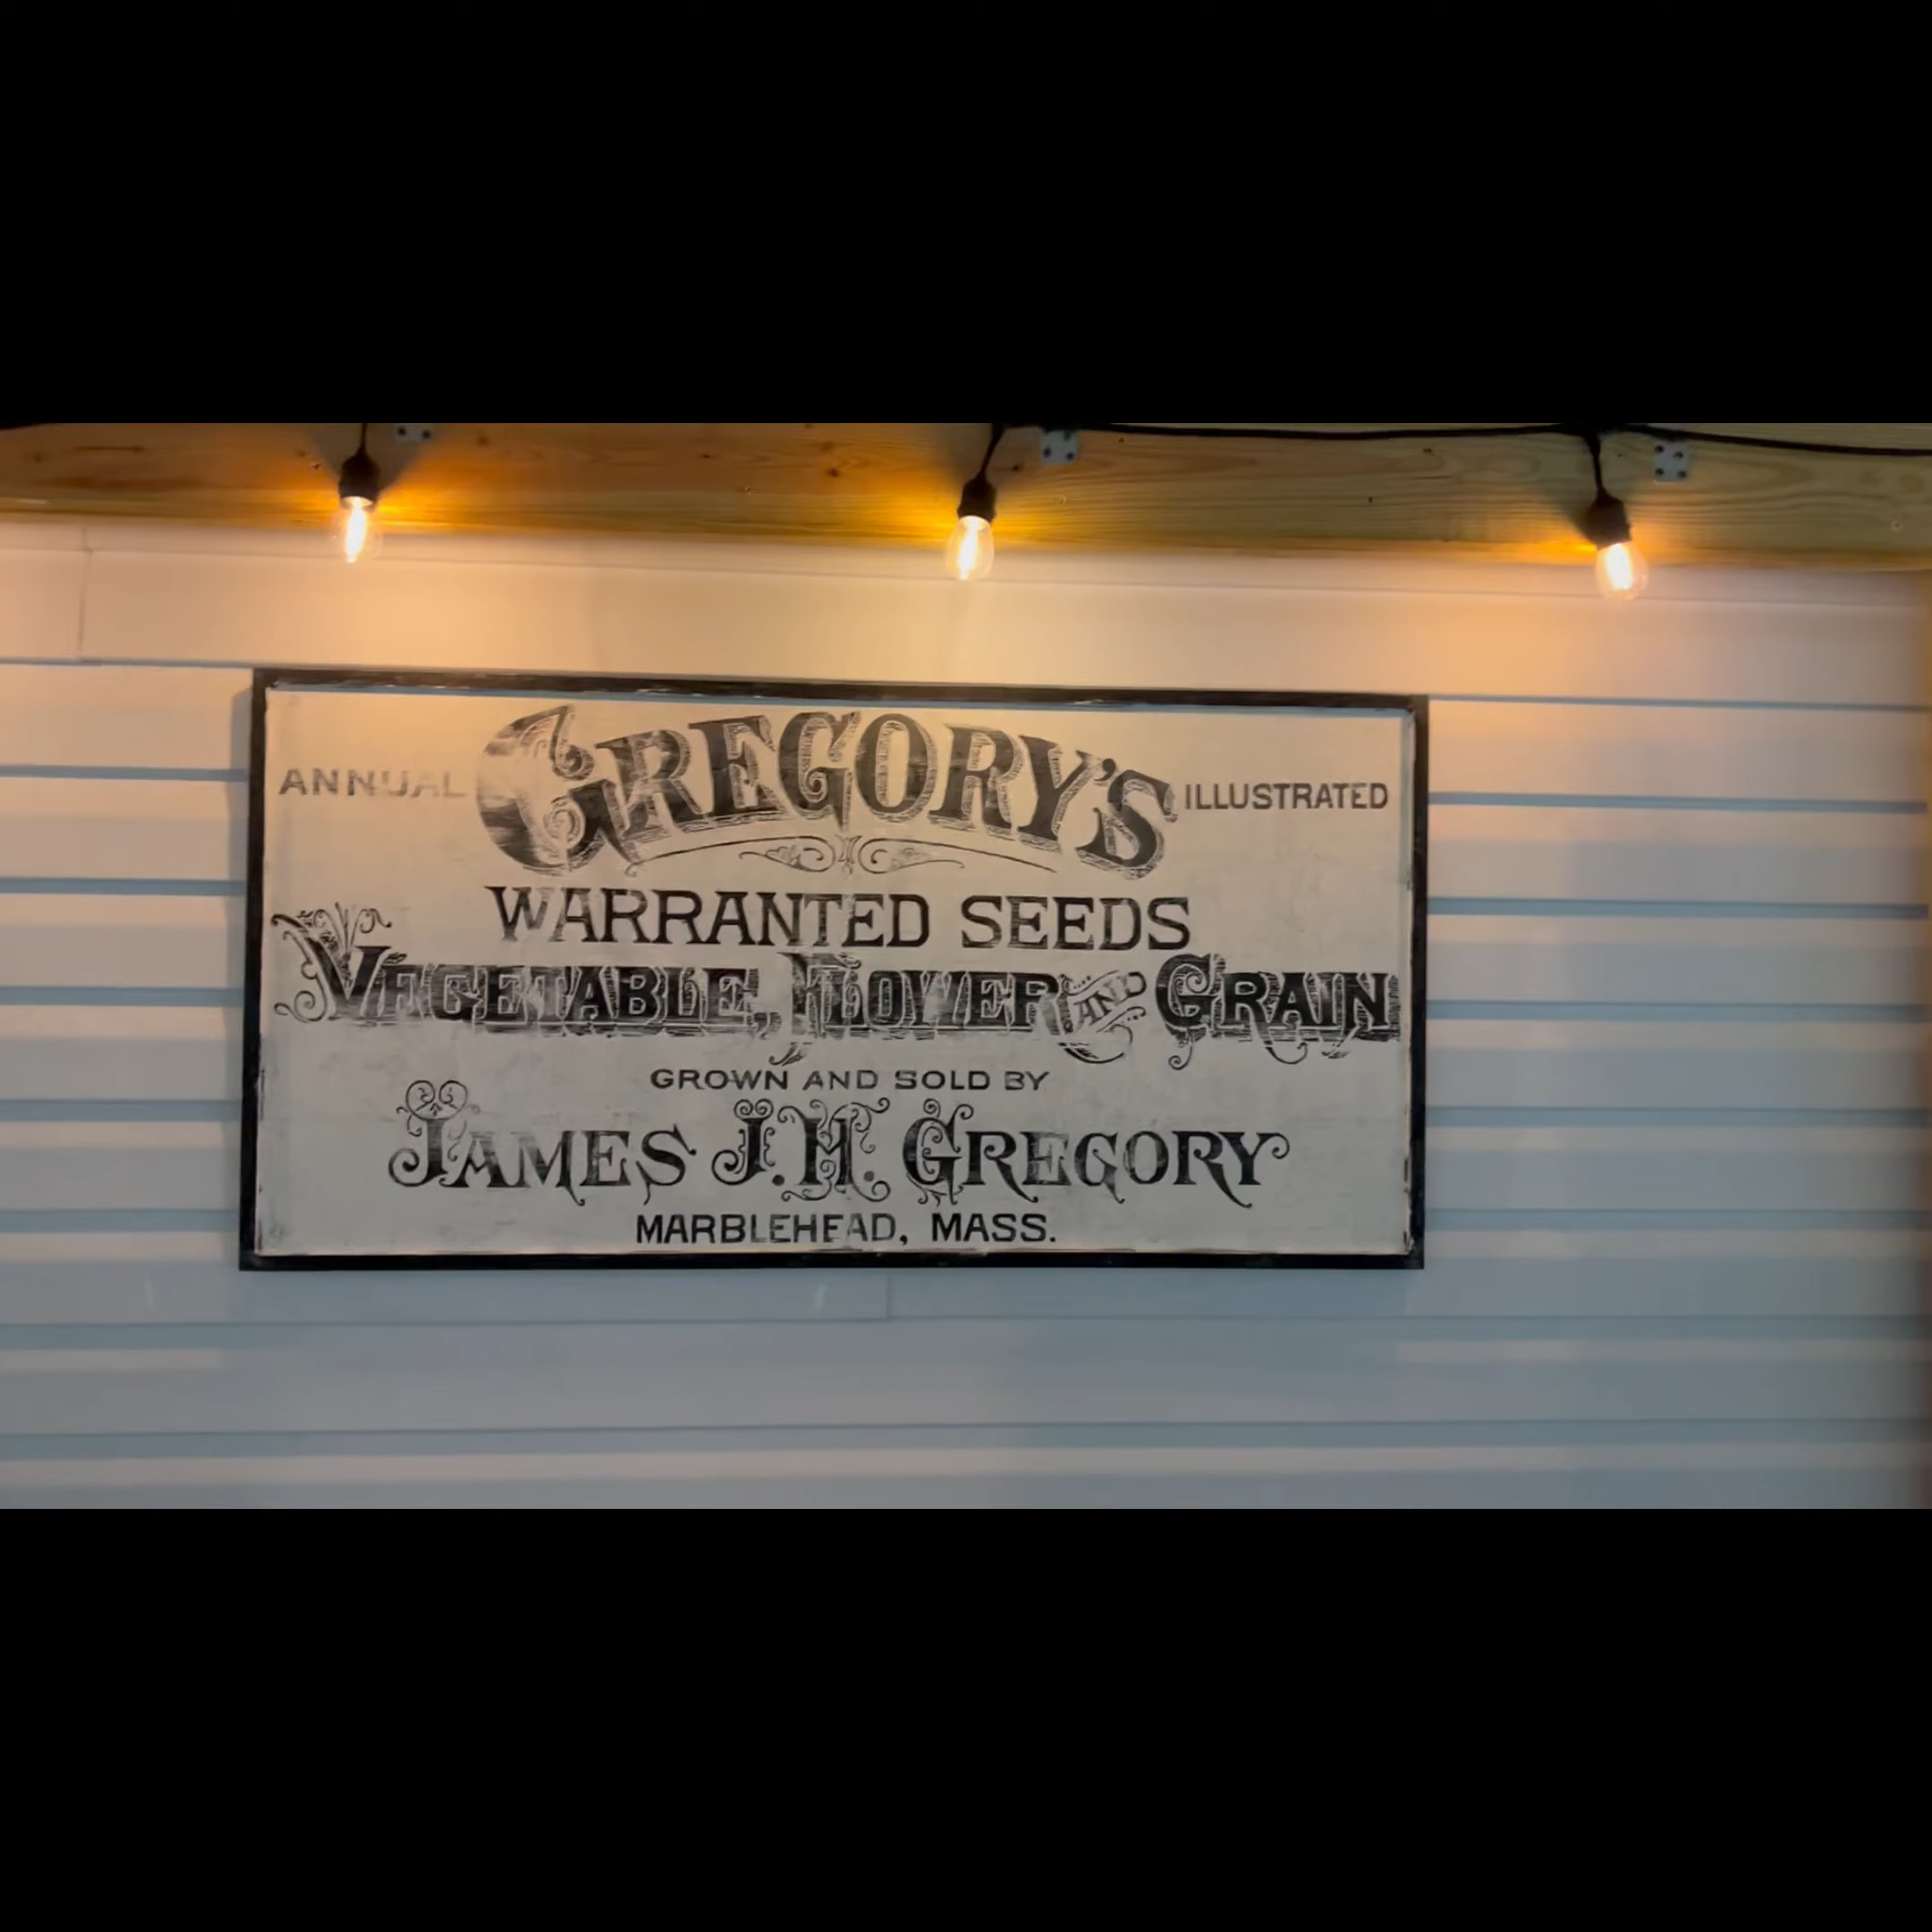 ANNUAL GREGORY'S ILLUSTRATED
WARRANTED SEEDS
VEGETABLE, FLOWER AND GRAIN
GROWN AND SOLD BY
JAMES J.H. GREGORY
MARBLEHEAD, MASS.